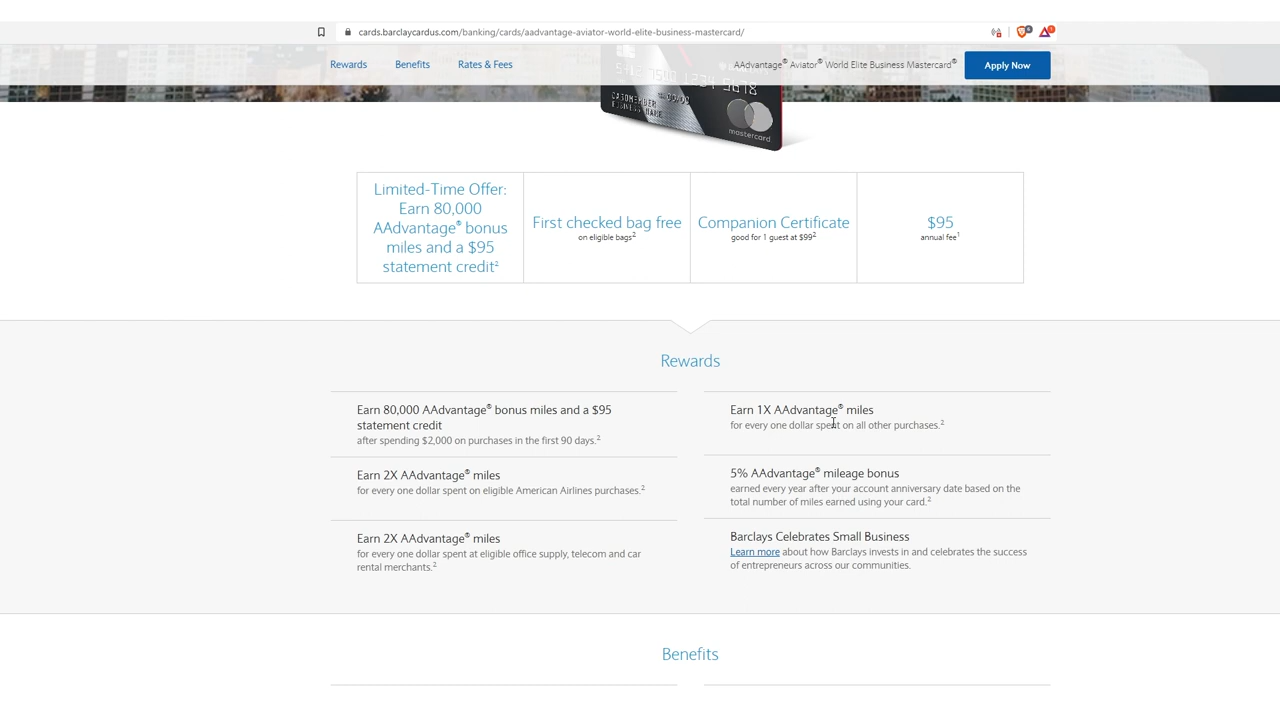 cards.barclaycardus.com/banking/cards/aadvantage-aviator-world-elite-business-mastercard/
Rewards
Benefits
Rates & Fees
AAdvantage® Aviator® World Elite Business Mastercard®
Apply Now
mastercard
Limited-Time Offer:
Earn 80,000
AAdvantage® bonus
miles and a $95
statement credit²
First checked bag free
on eligible bags²
Companion Certificate
good for 1 guest at $99²
$95
annual fee¹
Rewards
Earn 80,000 AAdvantage® bonus miles and a $95
statement credit
after spending $2,000 on purchases in the first 90 days.²
Earn 2X AAdvantage® miles
for every one dollar spent on eligible American Airlines purchases.²
Earn 2X AAdvantage® miles
for every one dollar spent at eligible office supply, telecom and car
rental merchants.²
Earn 1X AAdvantage® miles
for every one dollar spent on all other purchases.²
5% AAdvantage® mileage bonus
earned every year after your account anniversary date based on the
total number of miles earned using your card.²
Barclays Celebrates Small Business
Learn more about how Barclays invests in and celebrates the success
of entrepreneurs across our communities.
Benefits